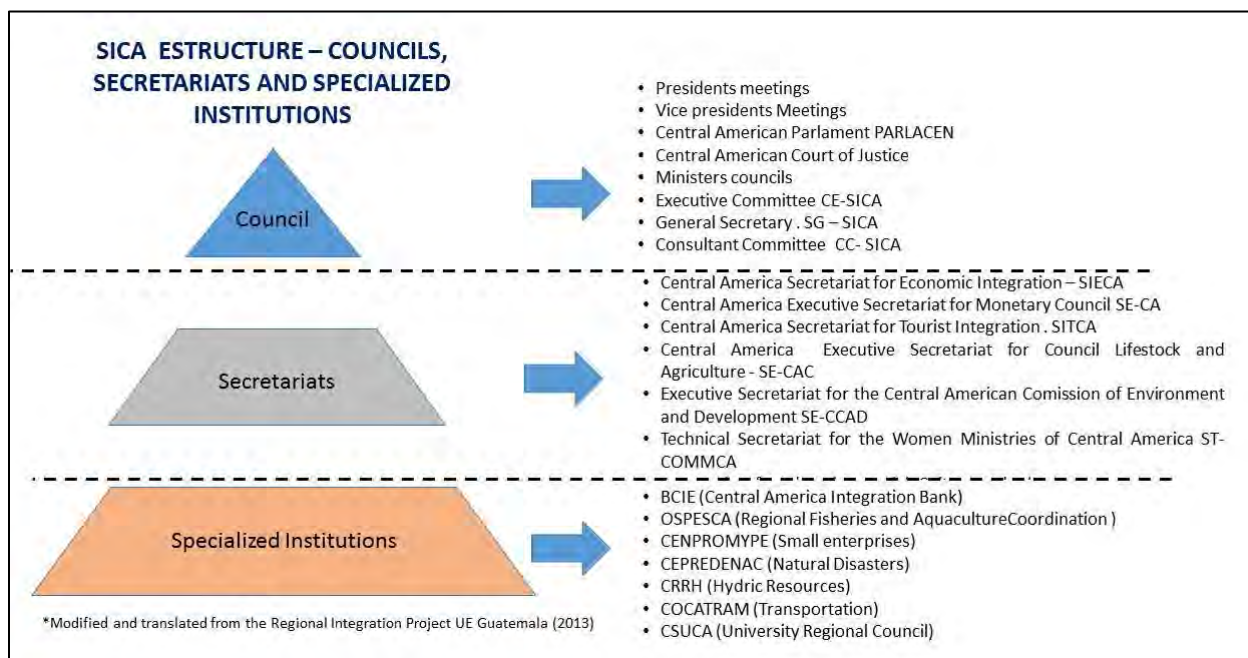 SICA ESTRUCTURE – COUNCILS,
SECRETARIATS AND SPECIALIZED
INSTITUTIONS
Council
• Presidents meetings
• Vice presidents Meetings
• Central American Parlament PARLACEN
• Central American Court of Justice
• Ministers councils
• Executive Committee CE-SICA
• General Secretary . SG – SICA
• Consultant Committee CC- SICA
Secretariats
• Central America Secretariat for Economic Integration – SIECA
• Central America Executive Secretariat for Monetary Council SE-CA
• Central America Secretariat for Tourist Integration . SITCA
• Central America Executive Secretariat for Council Lifestock and
Agriculture - SE-CAC
• Executive Secretariat for the Central American Comission of Environment
and Development SE-CCAD
• Technical Secretariat for the Women Ministries of Central America ST-
COMMCA
Specialized Institutions
• BCIE (Central America Integration Bank)
• OSPESCA (Regional Fisheries and AquacultureCoordination )
• CENPROMYPE (Small enterprises)
• CEPREDENAC (Natural Disasters)
• CRRH (Hydric Resources)
• COCATRAM (Transportation)
• CSUCA (University Regional Council)
*Modified and translated from the Regional Integration Project UE Guatemala (2013)